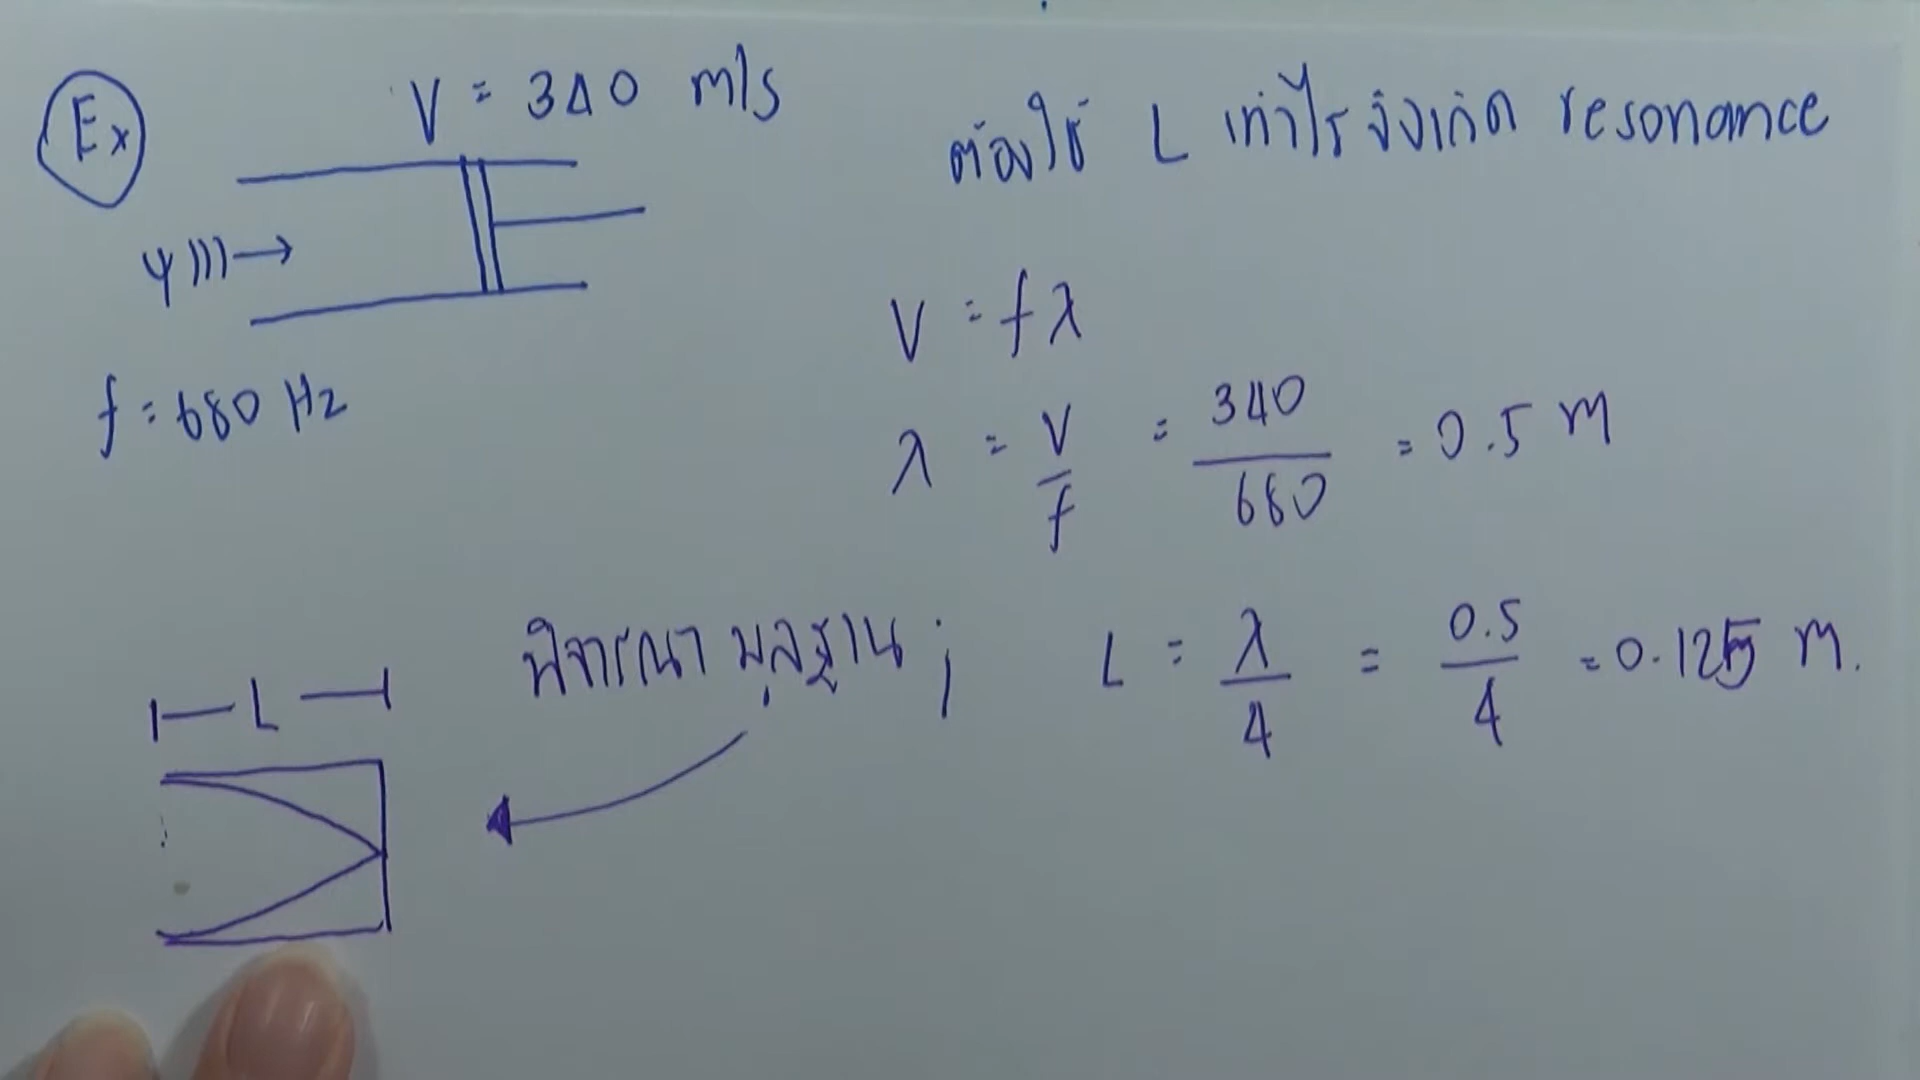 Ex
V = 340 m/s
ต้องใช้ L เท่าไร จึงเกิด resonance
f = 680 Hz
V = fλ
λ = V/f = 340/680 = 0.5 m
พิจารณา มูลฐาน ; L = λ/4 = 0.5/4 = 0.125 m.
L